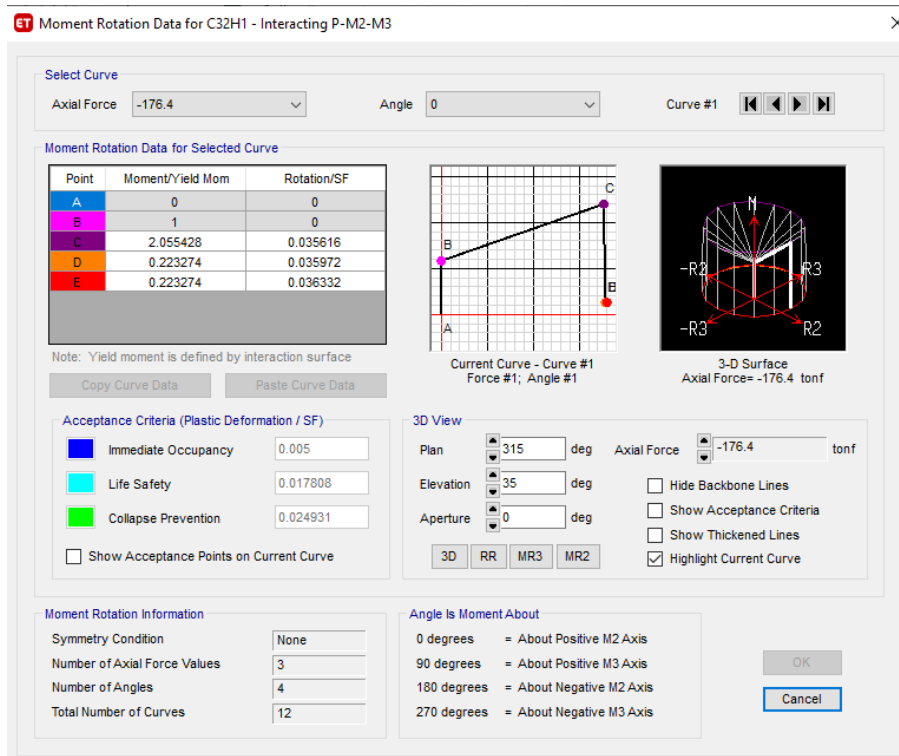 ET Moment Rotation Data for C32H1 - Interacting P-M2-M3
Select Curve
Axial Force -176.4 Angle 0 Curve #1
Moment Rotation Data for Selected Curve
Point Moment/Yield Mom Rotation/SF
A 0 0
B 1 0
C 2.055428 0.035616
D 0.223274 0.035972
E 0.223274 0.036332
Note: Yield moment is defined by interaction surface
Copy Curve Data Paste Curve Data
C
B
E
A
Current Curve - Curve #1
Force #1; Angle #1
M
-R2 R3
-R3 R2
3-D Surface
Axial Force= -176.4 tonf
Acceptance Criteria (Plastic Deformation / SF)
Immediate Occupancy 0.005
Life Safety 0.017808
Collapse Prevention 0.024931
Show Acceptance Points on Current Curve
3D View
Plan 315 deg
Elevation 35 deg
Aperture 0 deg
3D RR MR3 MR2
Axial Force -176.4 tonf
Hide Backbone Lines
Show Acceptance Criteria
Show Thickened Lines
Highlight Current Curve
Moment Rotation Information
Symmetry Condition None
Number of Axial Force Values 3
Number of Angles 4
Total Number of Curves 12
Angle Is Moment About
0 degrees = About Positive M2 Axis
90 degrees = About Positive M3 Axis
180 degrees = About Negative M2 Axis
270 degrees = About Negative M3 Axis
OK
Cancel